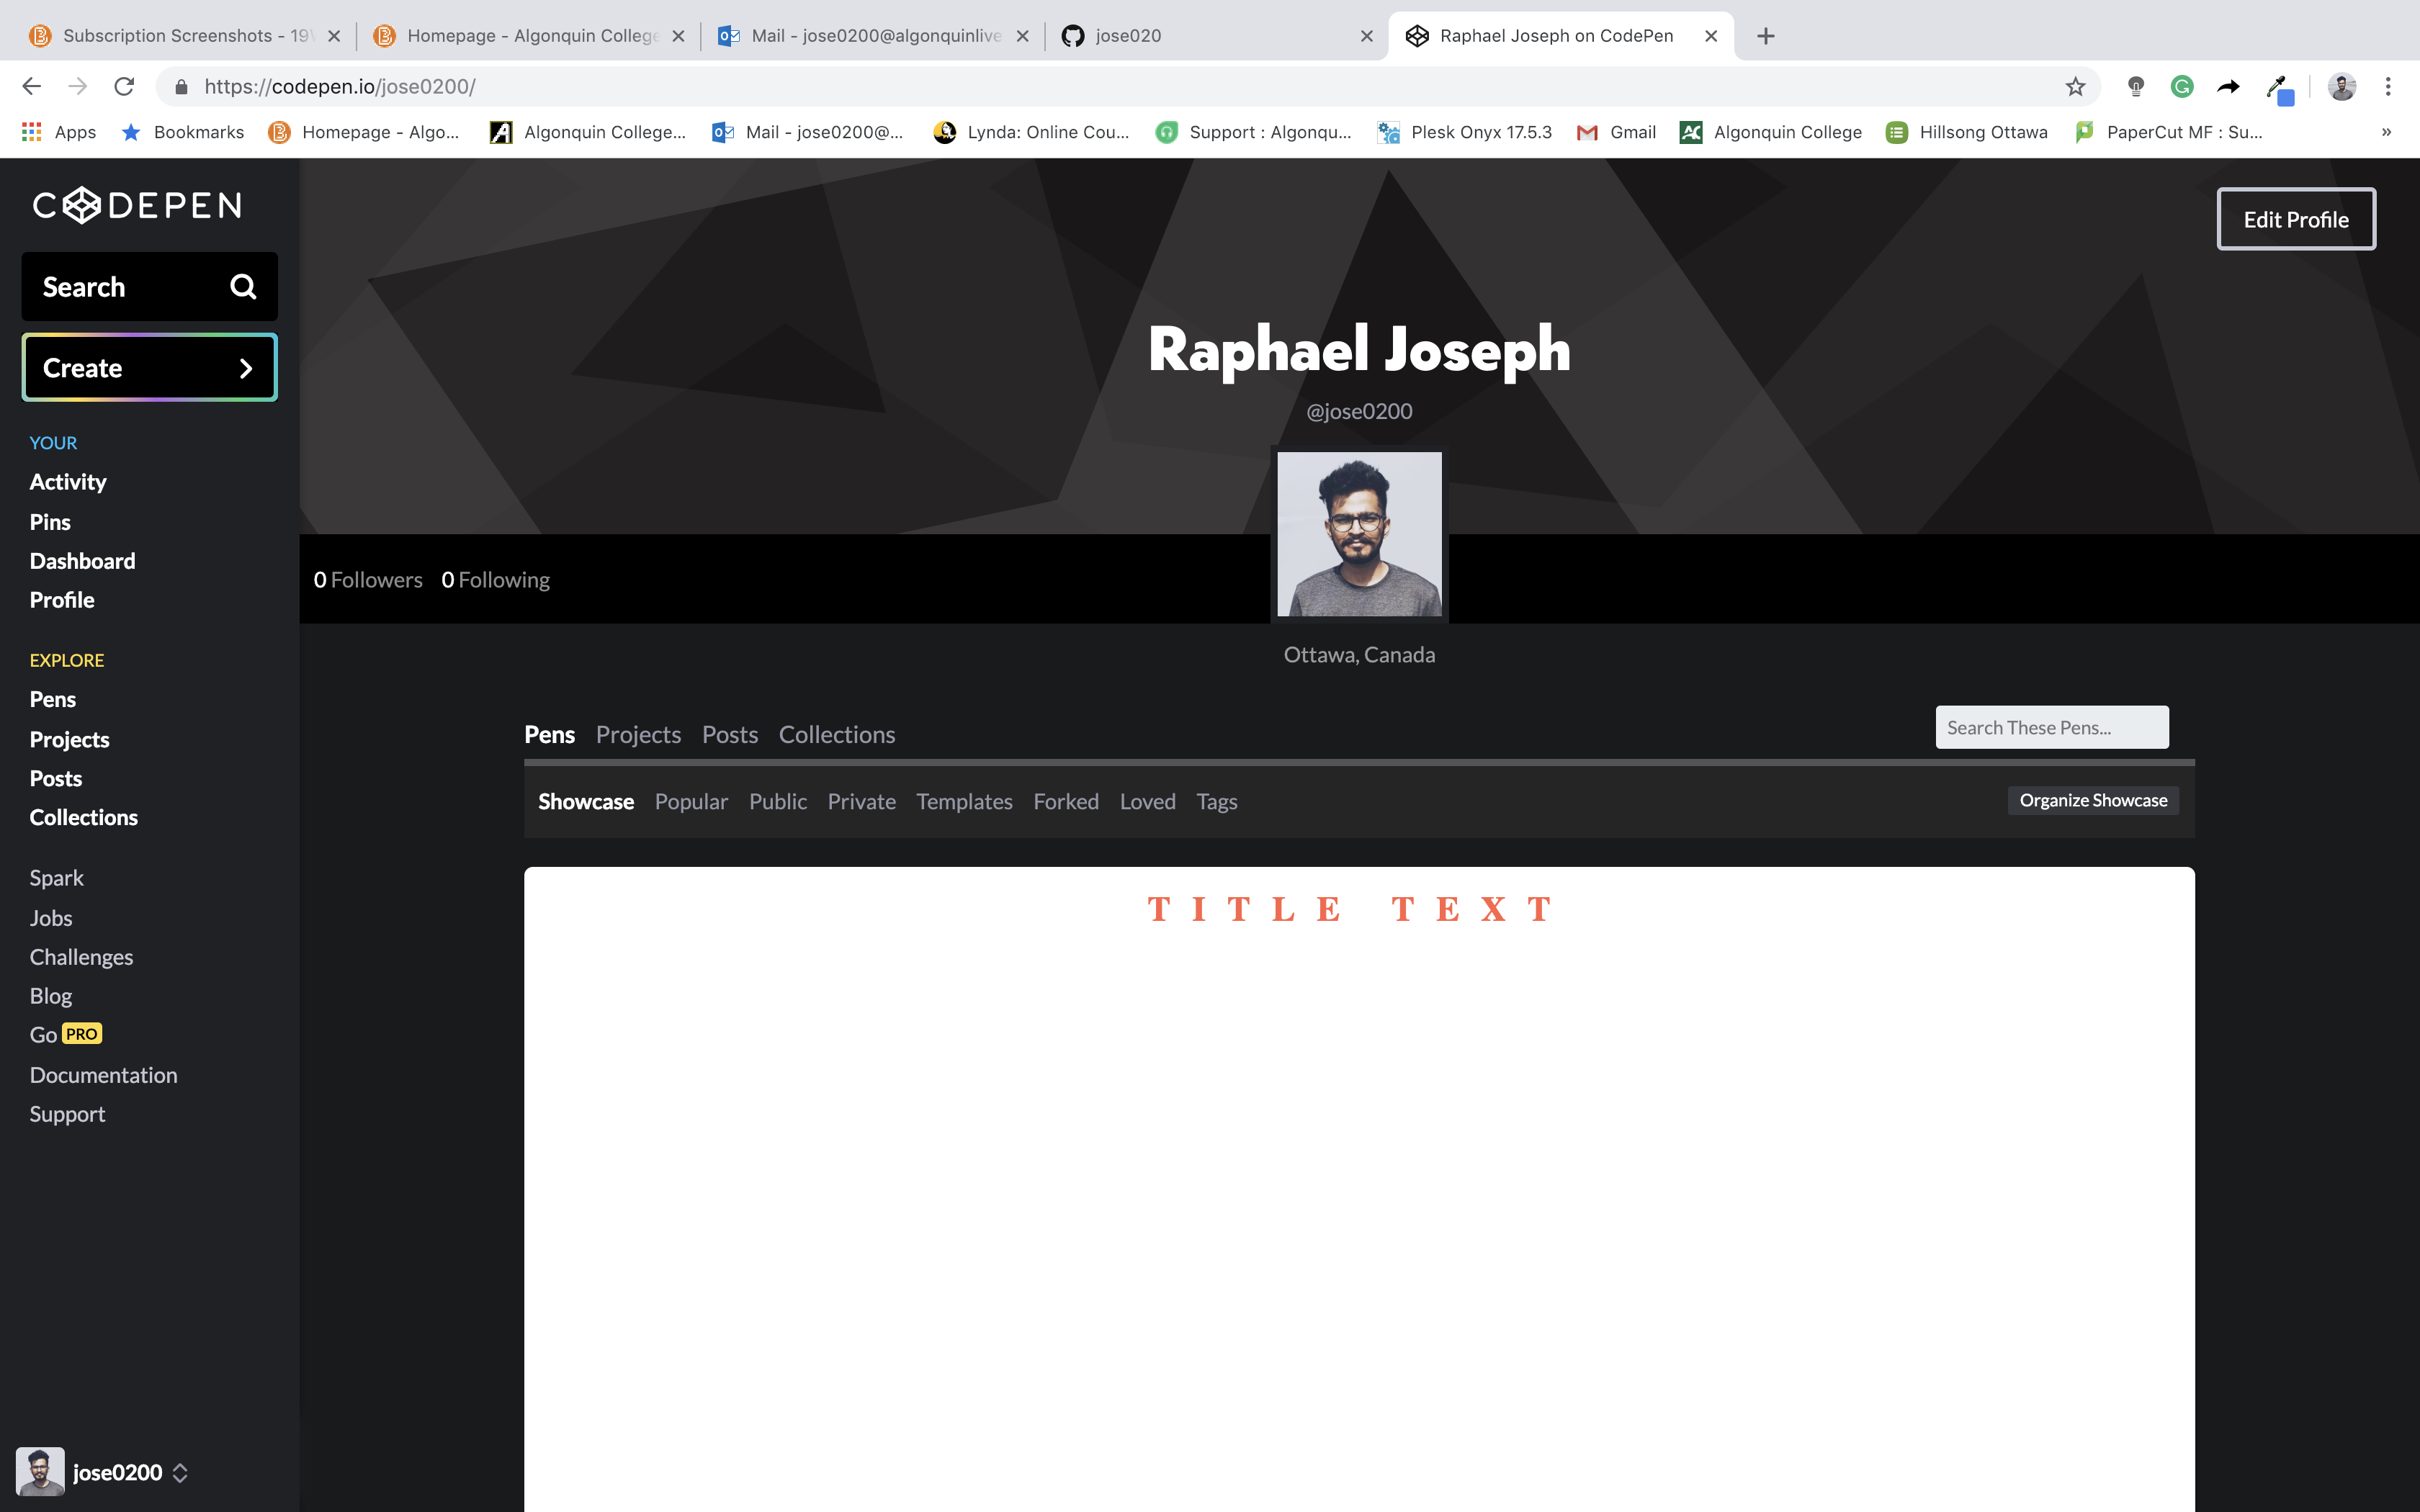 Subscription Screenshots - 19
Homepage - Algonquin College
Mail - jose0200@algonquinlive
jose020
Raphael Joseph on CodePen
https://codepen.io/jose0200/
Apps
Bookmarks
Homepage - Algo...
Algonquin College...
Mail - jose0200@...
Lynda: Online Cou...
Support : Algonqu...
Plesk Onyx 17.5.3
Gmail
Algonquin College
Hillsong Ottawa
PaperCut MF : Su...
»
CODEPEN
Search
Create
YOUR
Activity
Pins
Dashboard
Profile
EXPLORE
Pens
Projects
Posts
Collections
Spark
Jobs
Challenges
Blog
Go PRO
Documentation
Support
jose0200
Edit Profile
Raphael Joseph
@jose0200
0 Followers 0 Following
Ottawa, Canada
Pens Projects Posts Collections
Search These Pens...
Showcase Popular Public Private Templates Forked Loved Tags
Organize Showcase
TITLE TEXT